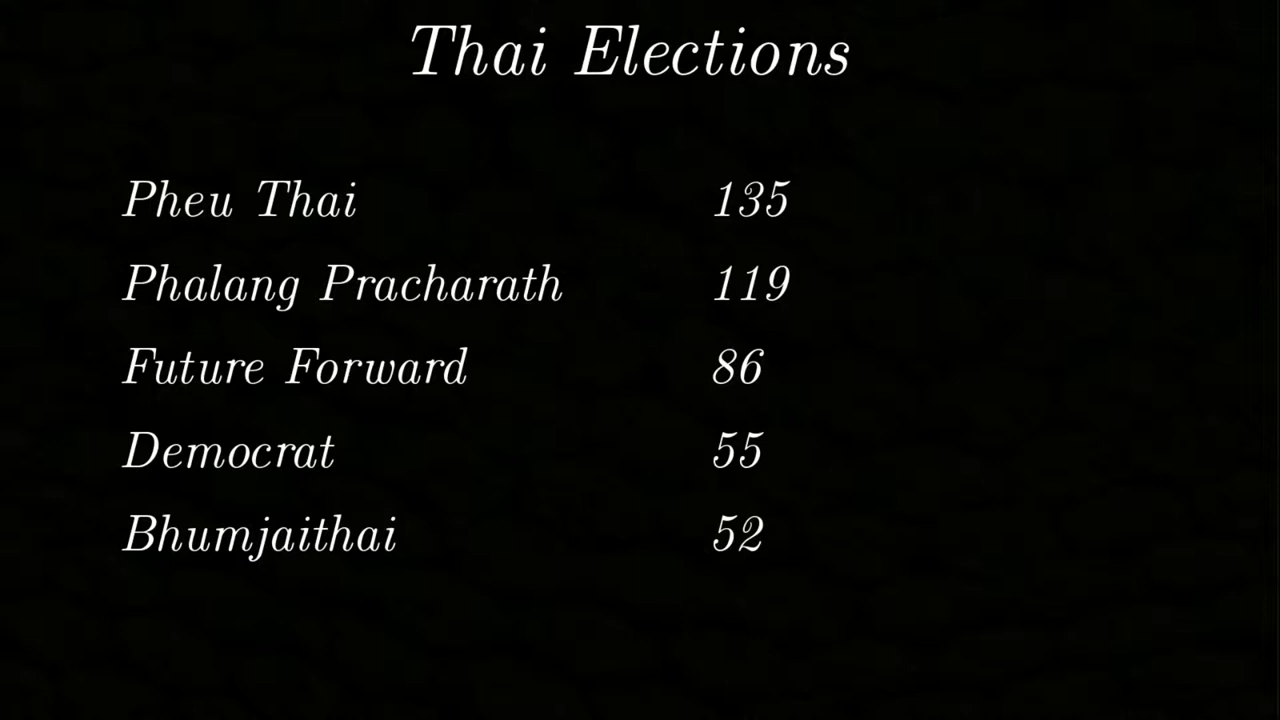 Thai Elections
Pheu Thai 135
Phalang Pracharath 119
Future Forward 86
Democrat 55
Bhumjaithai 52